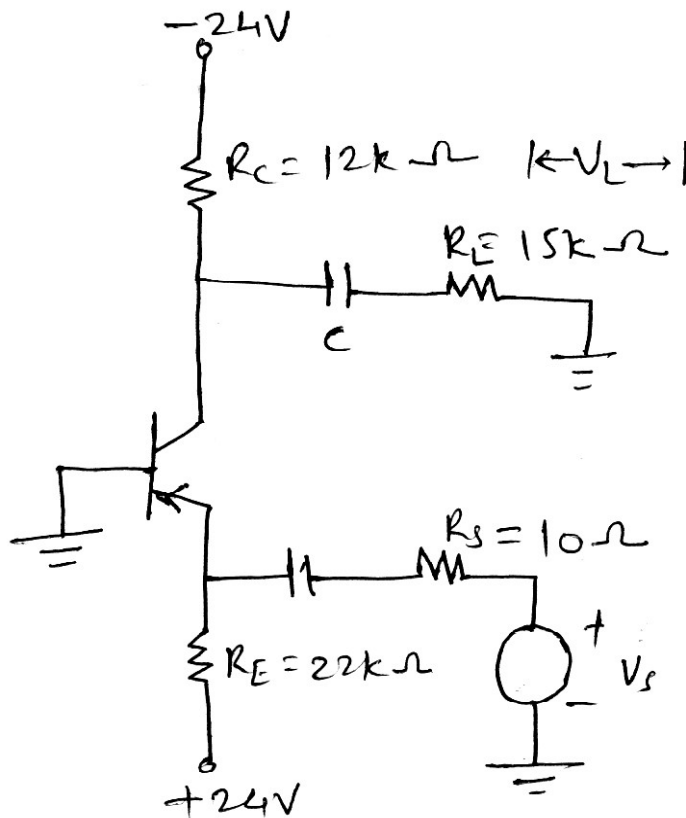 -24V
RC = 12k Ω |←VL→|
RL = 15k Ω
C
RS = 10 Ω
+
RE = 22k Ω
VS
-
+24V